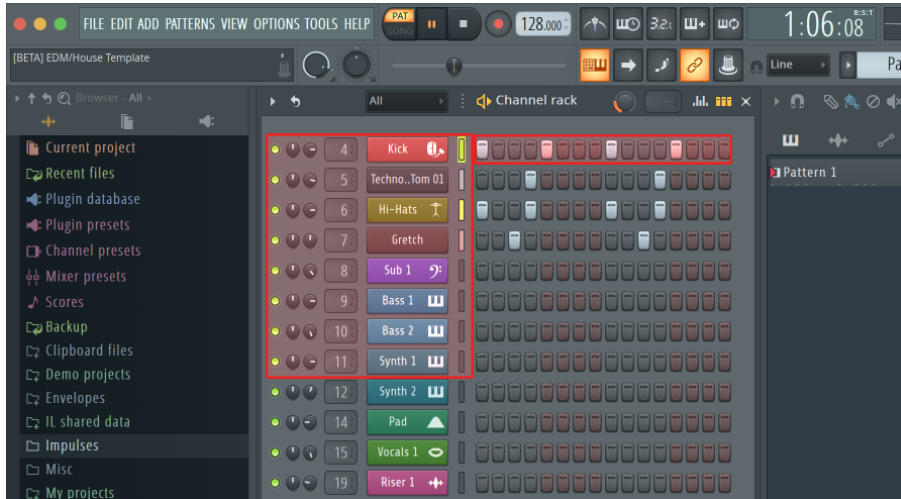 FILE EDIT ADD PATTERNS VIEW OPTIONS TOOLS HELP
PAT
SONG
128.000
3.2.1
1:06:08
B:S:T
[BETA] EDM/House Template
Line
Pa
Browser - All
All
Channel rack
Current project
Recent files
Plugin database
Plugin presets
Channel presets
Mixer presets
Scores
Backup
Clipboard files
Demo projects
Envelopes
IL shared data
Impulses
Misc
My projects
4 Kick
5 Techno..Tom 01
6 Hi-Hats
7 Gretch
8 Sub 1
9 Bass 1
10 Bass 2
11 Synth 1
12 Synth 2
14 Pad
15 Vocals 1
19 Riser 1
Pattern 1